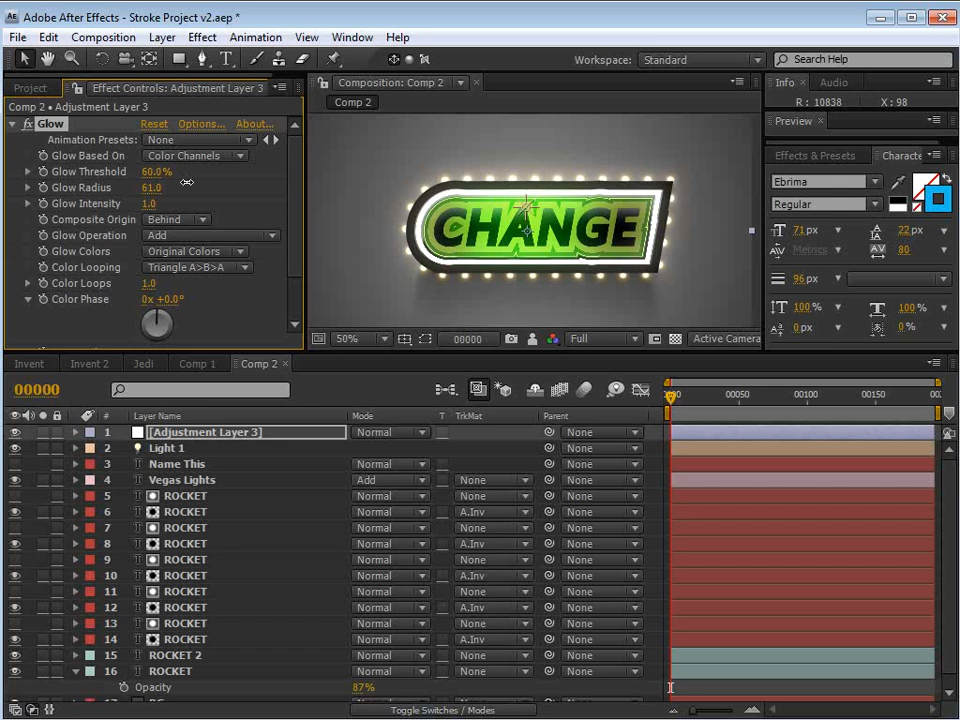 Adobe After Effects - Stroke Project v2.aep *
File Edit Composition Layer Effect Animation View Window Help
Workspace: Standard Search Help
Project Effect Controls: Adjustment Layer 3
Comp 2 • Adjustment Layer 3
fx Glow Reset Options... About...
Animation Presets: None
Glow Based On Color Channels
Glow Threshold 60.0%
Glow Radius 61.0
Glow Intensity 1.0
Composite Origin Behind
Glow Operation Add
Glow Colors Original Colors
Color Looping Triangle A>B>A
Color Loops 1.0
Color Phase 0x +0.0°
Composition: Comp 2
Comp 2
CHANGE
50% 00000 Full Active Camera
Info Audio
R : 10838 X : 98
Preview
Effects & Presets Characte
Ebrima
Regular
71 px 22 px
Metrics 80
96 px
100 % 100 %
0 px 0 %
Invent Invent 2 Jedi Comp 1 Comp 2
00000
00050 00100 00150
# Layer Name Mode T TrkMat Parent
1 [Adjustment Layer 3] Normal None
2 Light 1 None
3 Name This Normal None
4 Vegas Lights Add None None
5 ROCKET Normal None None
6 ROCKET Normal A.Inv None
7 ROCKET Normal None None
8 ROCKET Normal A.Inv None
9 ROCKET Normal None None
10 ROCKET Normal A.Inv None
11 ROCKET Normal None None
12 ROCKET Normal A.Inv None
13 ROCKET Normal None None
14 ROCKET Normal A.Inv None
15 ROCKET 2 Normal None None
16 ROCKET Normal None None
Opacity 87%
Toggle Switches / Modes